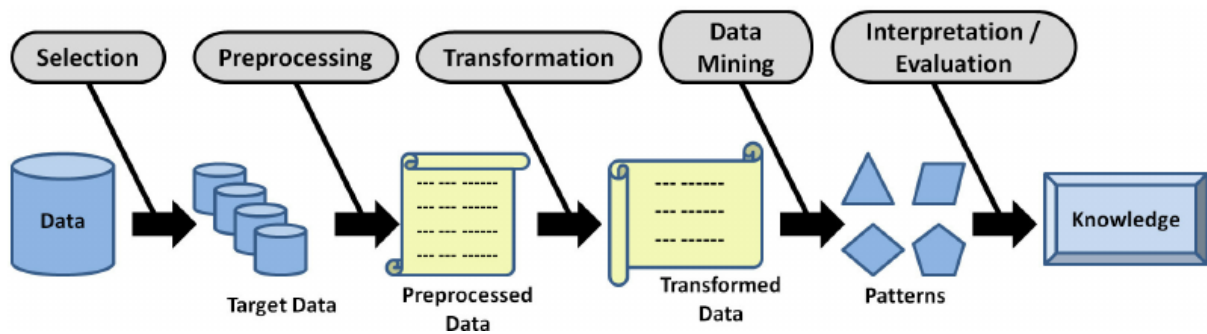 Selection
Preprocessing
Transformation
Data
Mining
Interpretation /
Evaluation
Data
Target Data
--- --- ------
--- --- ------
--- --- ------
--- --- ------
Preprocessed
Data
--- ------
--- ------
--- ------
Transformed
Data
Patterns
Knowledge